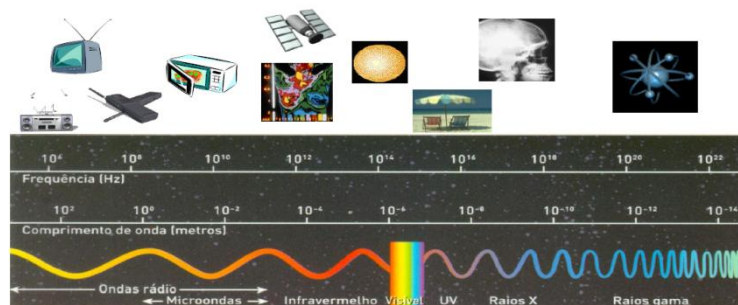 10⁶ 10⁸ 10¹⁰ 10¹² 10¹⁴ 10¹⁶ 10¹⁸ 10²⁰ 10²²
Frequência (Hz)
10² 10⁰ 10⁻² 10⁻⁴ 10⁻⁶ 10⁻⁸ 10⁻¹⁰ 10⁻¹² 10⁻¹⁴
Comprimento de onda (metros)
Ondas rádio
Microondas Infravermelho Visível UV Raios X Raios gama